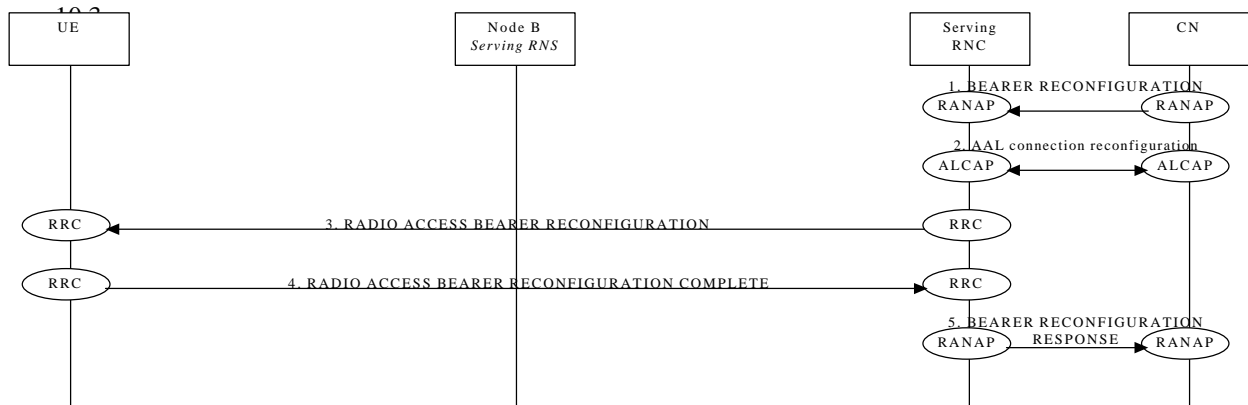 UE
Node B
Serving RNS
Serving
RNC
CN
1. BEARER RECONFIGURATION
RANAP
RANAP
2. AAL connection reconfiguration
ALCAP
ALCAP
RRC
3. RADIO ACCESS BEARER RECONFIGURATION
RRC
RRC
4. RADIO ACCESS BEARER RECONFIGURATION COMPLETE
RRC
5. BEARER RECONFIGURATION
RESPONSE
RANAP
RANAP